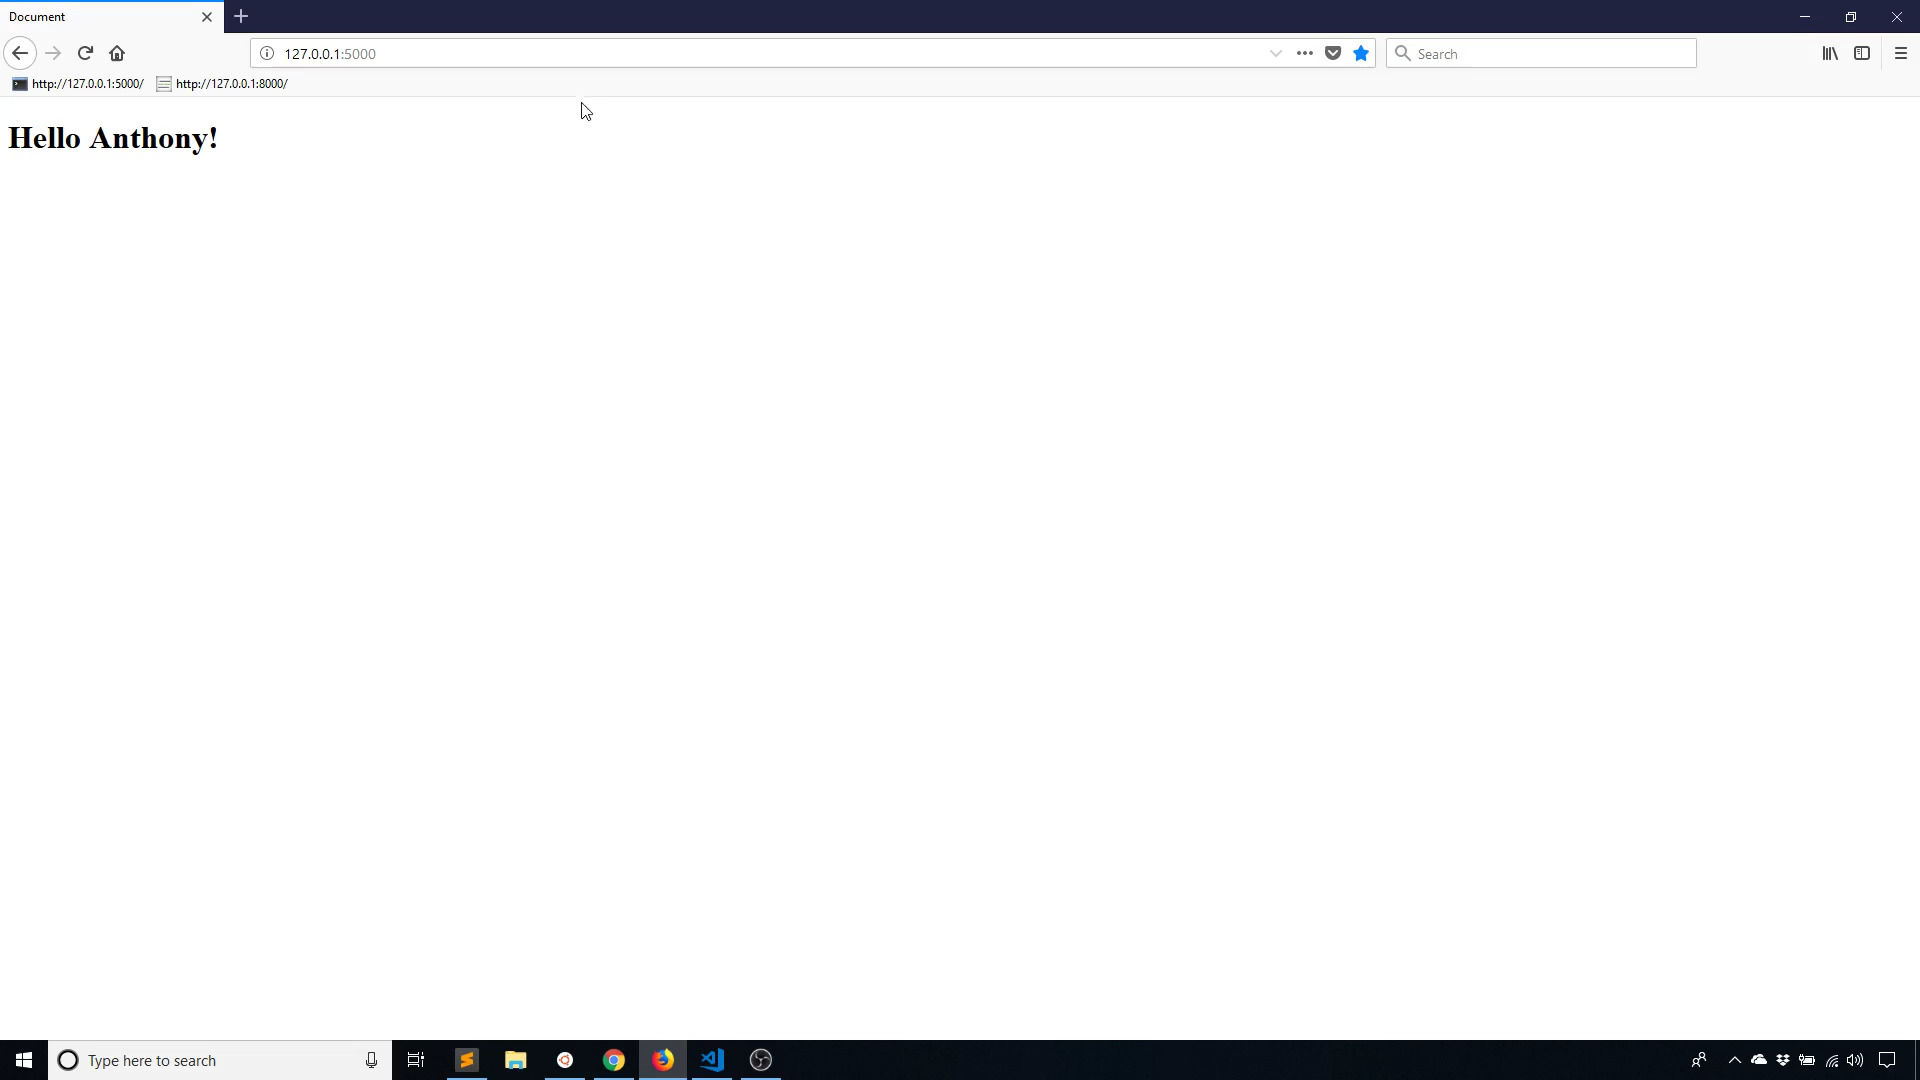 Document
127.0.0.1:5000
Search
http://127.0.0.1:5000/
http://127.0.0.1:8000/
Hello Anthony!
Type here to search